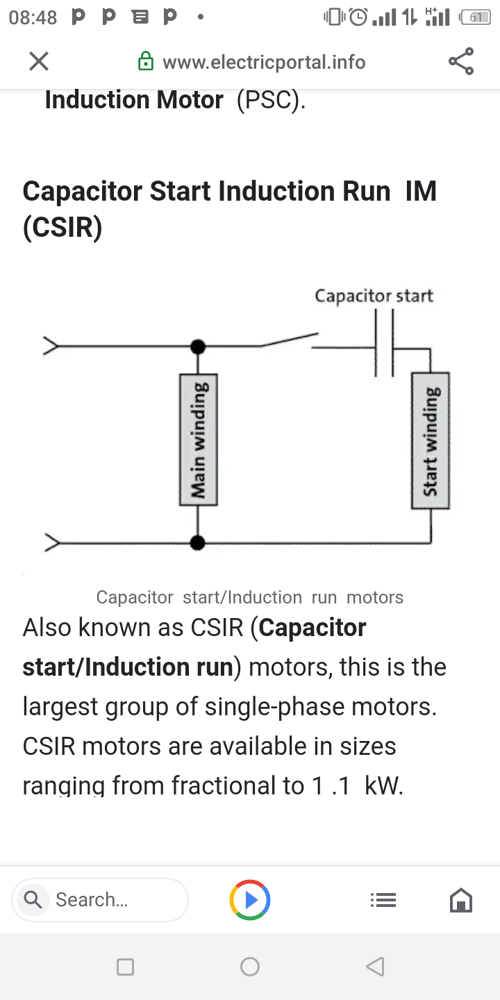 08:48
H+
61
www.electricportal.info
Induction Motor (PSC).
Capacitor Start Induction Run IM
(CSIR)
Capacitor start
Main winding
Start winding
Capacitor start/Induction run motors
Also known as CSIR (Capacitor
start/Induction run) motors, this is the
largest group of single-phase motors.
CSIR motors are available in sizes
ranging from fractional to 1 .1 kW.
Search...